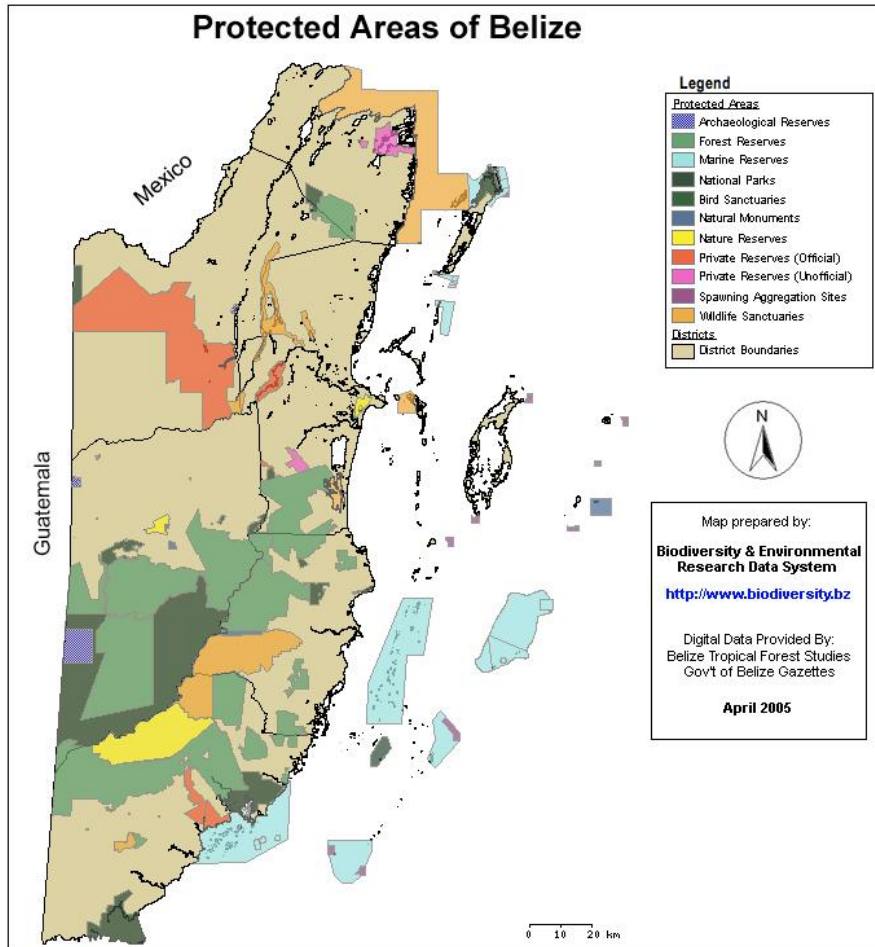 Protected Areas of Belize
Mexico
Guatemala
Legend
Protected Areas
Archaeological Reserves
Forest Reserves
Marine Reserves
National Parks
Bird Sanctuaries
Natural Monuments
Nature Reserves
Private Reserves (Official)
Private Reserves (Unofficial)
Spawning Aggregation Sites
Wildlife Sanctuaries
Districts
District Boundaries
N
Map prepared by:
Biodiversity & Environmental
Research Data System
http://www.biodiversity.bz
Digital Data Provided By:
Belize Tropical Forest Studies
Gov't of Belize Gazettes
April 2005
0 10 20 km